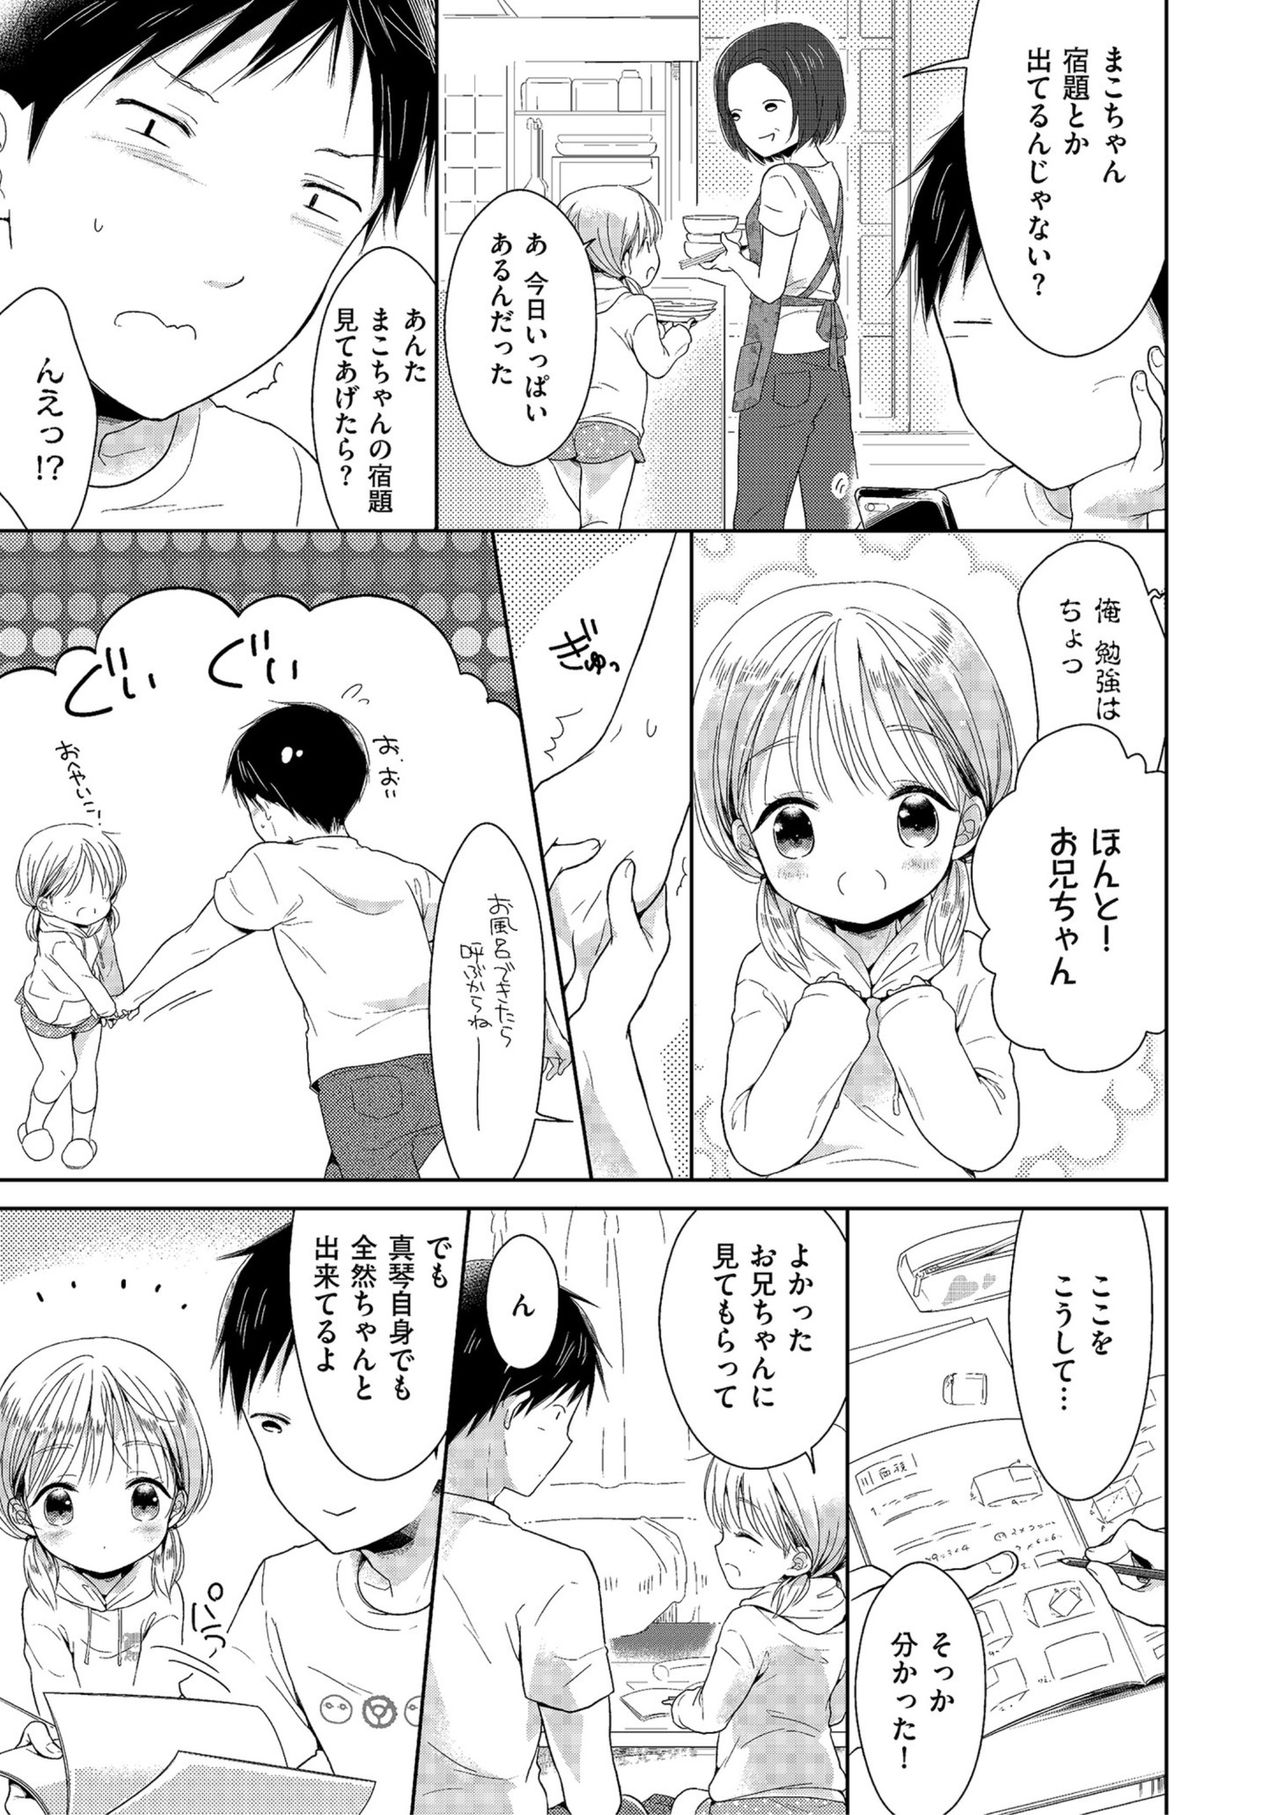 まこちゃん
宿題とか
出てるんじゃない？
あ 今日いっぱい
あるんだった
あんた
まこちゃんの宿題
見てあげたら？
んえっ!?
俺 勉強は
ちょっ
ほんと！
お兄ちゃん
ぎゅっ
ぐい
ぐい
お、おい
おへやいこ！
お風呂できたら
呼ぶからねー
ここを
こうして…
面積
そっか
分かった！
よかった
お兄ちゃんに
見てもらって
ん
でも
真琴自身でも
全然ちゃんと
出来てるよ
にこっ